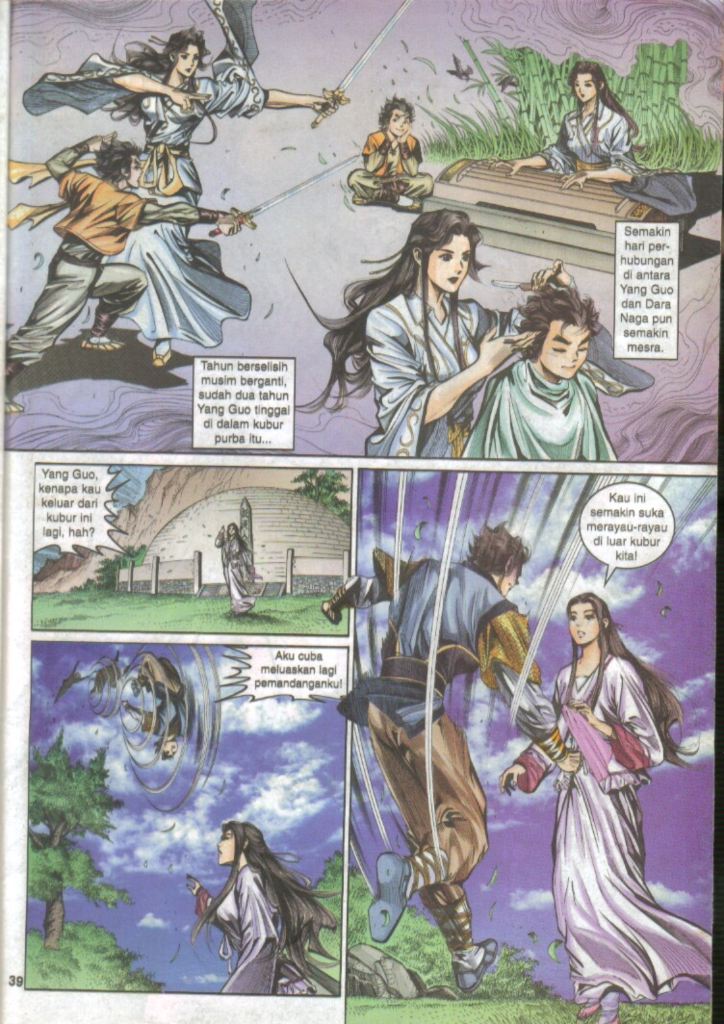 Tahun berselisih
musim berganti,
sudah dua tahun
Yang Guo tinggal
di dalam kubur
purba itu...
Semakin
hari per-
hubungan
di antara
Yang Guo
dan Dara
Naga pun
semakin
mesra.
Yang Guo,
kenapa kau
keluar dari
kubur ini
lagi, hah?
Kau ini
semakin suka
merayau-rayau
di luar kubur
kita!
Aku cuba
meluaskan lagi
pemandanganku!
39